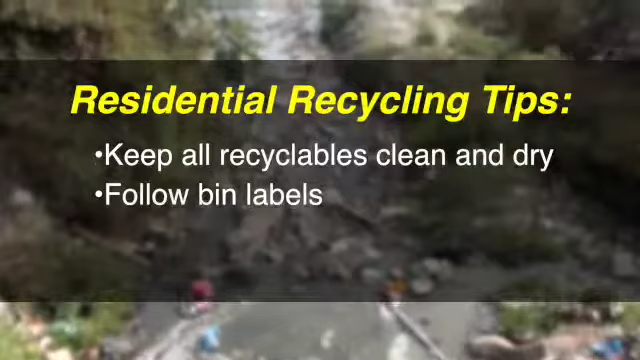 Residential Recycling Tips:
•Keep all recyclables clean and dry
•Follow bin labels